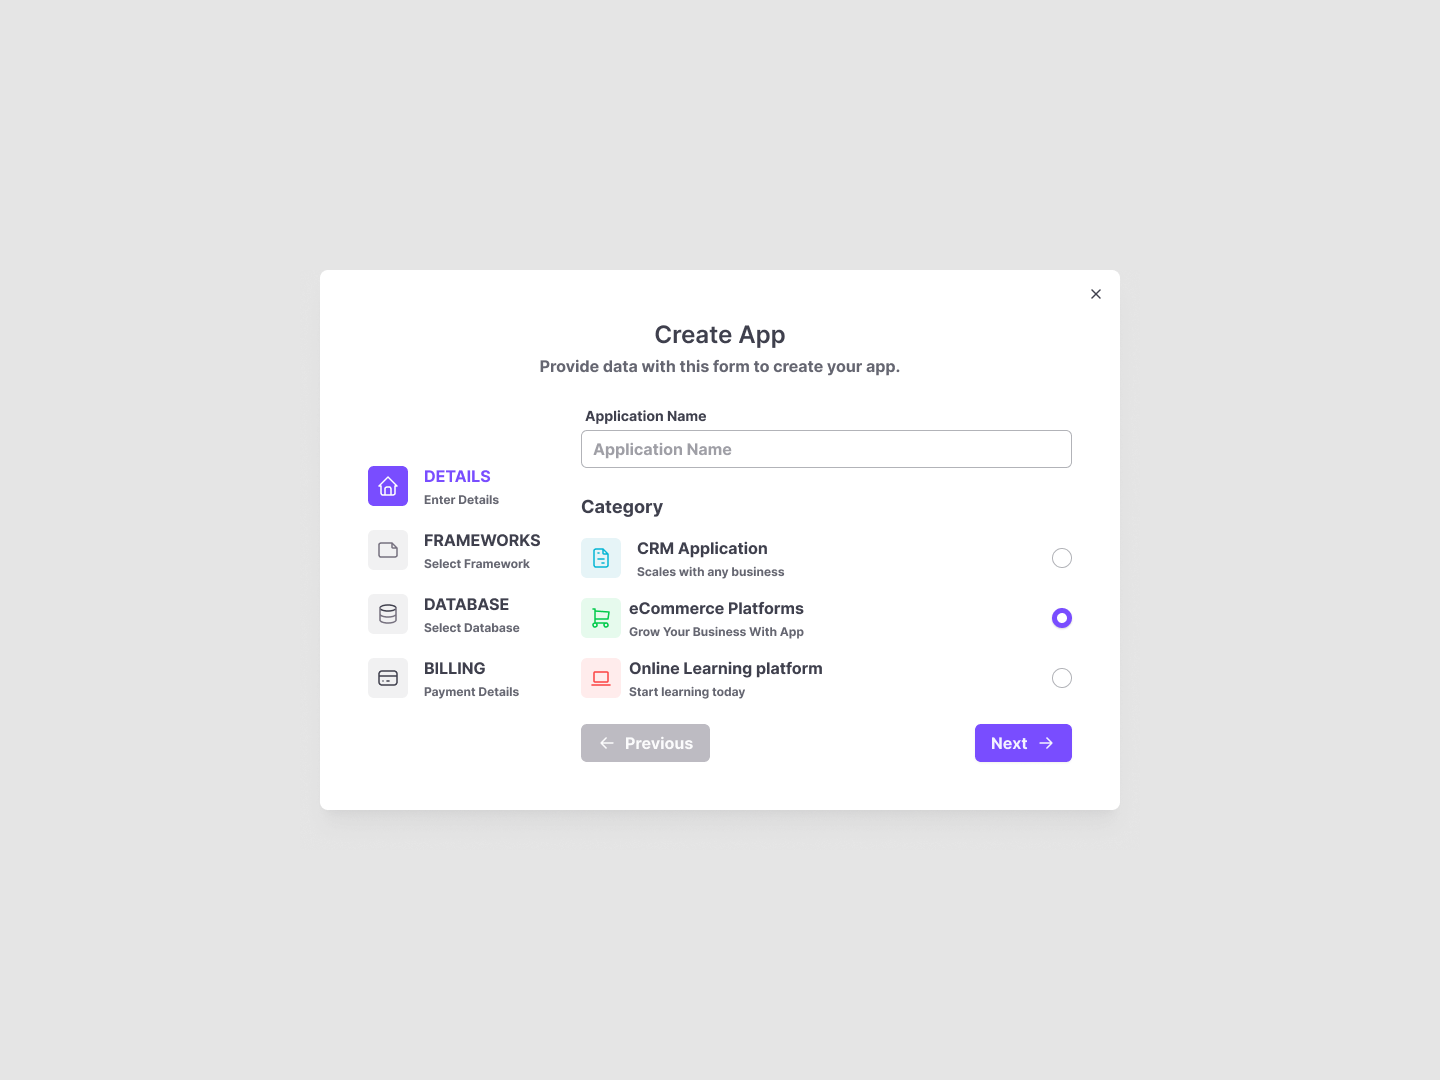 Create App
Provide data with this form to create your app.
DETAILS
Enter Details
FRAMEWORKS
Select Framework
DATABASE
Select Database
BILLING
Payment Details
Application Name
Application Name
Category
CRM Application
Scales with any business
eCommerce Platforms
Grow Your Business With App
Online Learning platform
Start learning today
Previous
Next